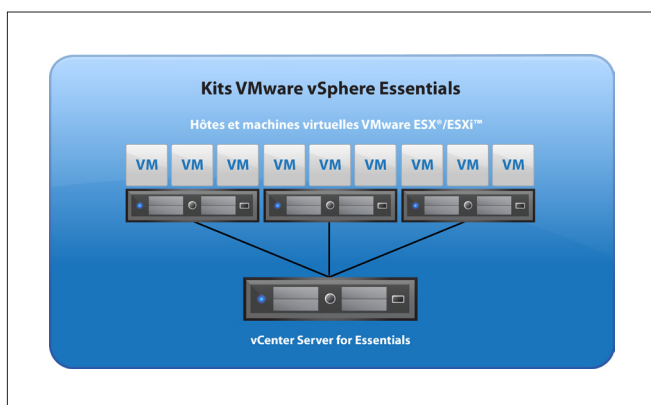 Kits VMware vSphere Essentials
Hôtes et machines virtuelles VMware ESX®/ESXi™
VM VM VM VM VM VM VM VM VM
vCenter Server for Essentials